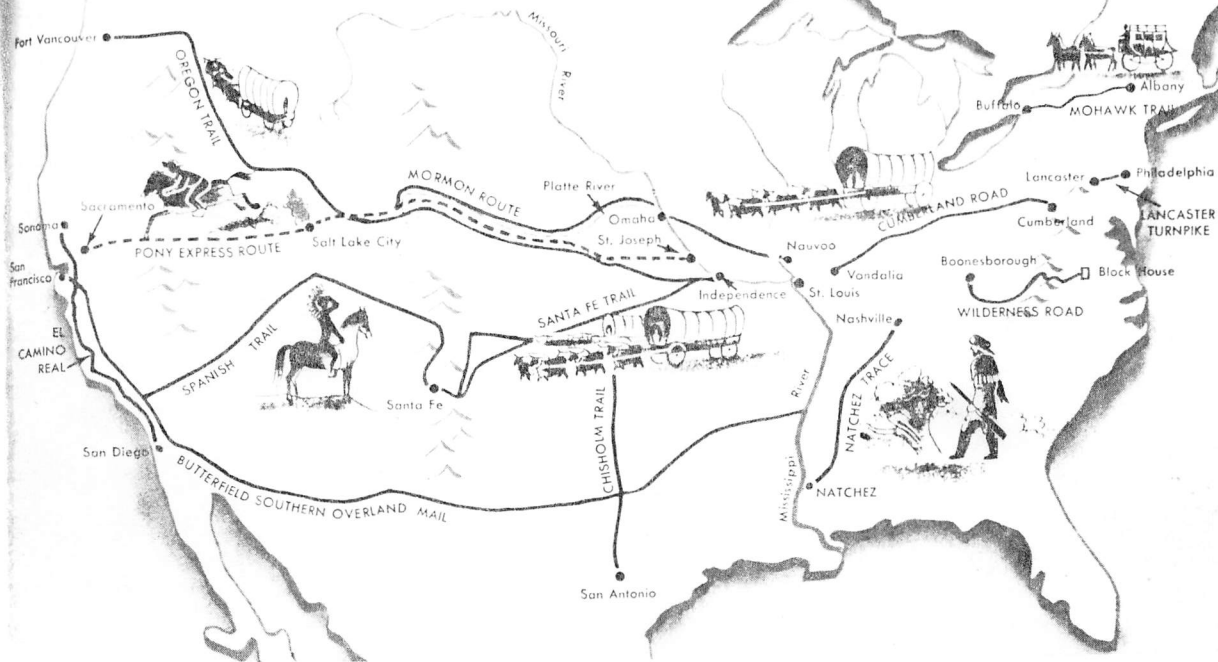 Fort Vancouver
OREGON TRAIL
Missouri River
Buffalo
Albany
MOHAWK TRAIL
Lancaster
Philadelphia
LANCASTER
TURNPIKE
Cumberland
CUMBERLAND ROAD
MORMON ROUTE
Platte River
Omaha
St. Joseph
Nauvoo
Vandalia
St. Louis
Independence
Sacramento
Sonoma
PONY EXPRESS ROUTE
Salt Lake City
San
Francisco
EL
CAMINO
REAL
SPANISH TRAIL
Santa Fe
SANTA FE TRAIL
Boonesborough
Block House
WILDERNESS ROAD
Nashville
NATCHEZ TRACE
NATCHEZ
Mississippi River
CHISHOLM TRAIL
San Diego
BUTTERFIELD SOUTHERN OVERLAND MAIL
San Antonio